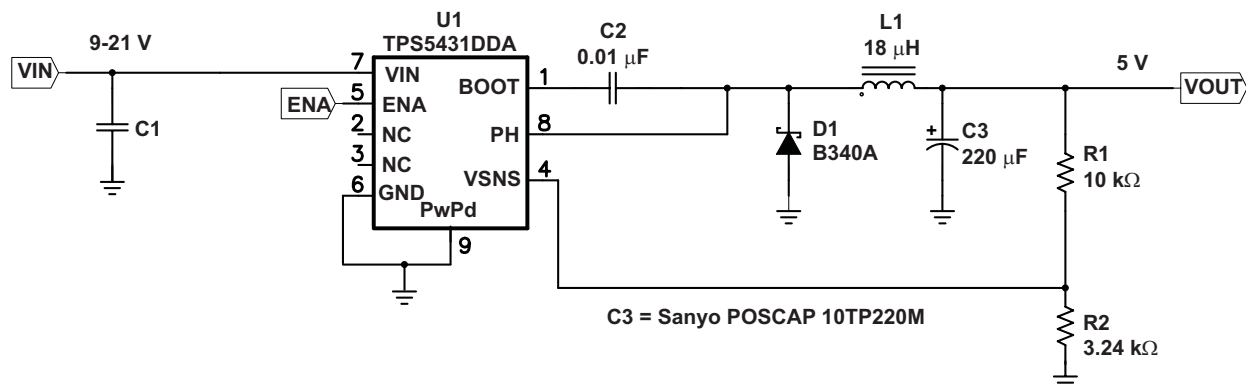 U1
TPS5431DDA
L1
18 μH
C2
0.01 μF
9-21 V
5 V
VIN
7
VIN
BOOT
1
VOUT
ENA
5
ENA
2
NC
PH
8
D1
B340A
C3
220 μF
R1
10 kΩ
C1
3
NC
VSNS
4
6
GND
PwPd
9
+
C3 = Sanyo POSCAP 10TP220M
R2
3.24 kΩ